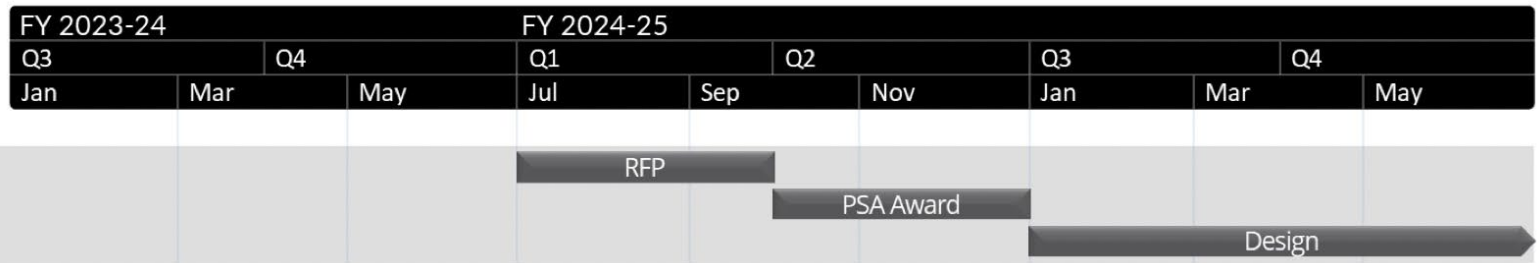 FY 2023-24 FY 2024-25
Q3 Q4 Q1 Q2 Q3 Q4
Jan Mar May Jul Sep Nov Jan Mar May
RFP
PSA Award
Design